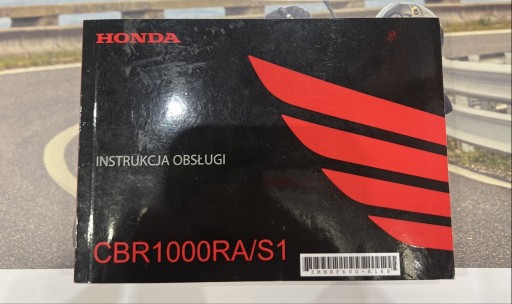 HONDA
INSTRUKCJA OBSŁUGI
CBR1000RA/S1